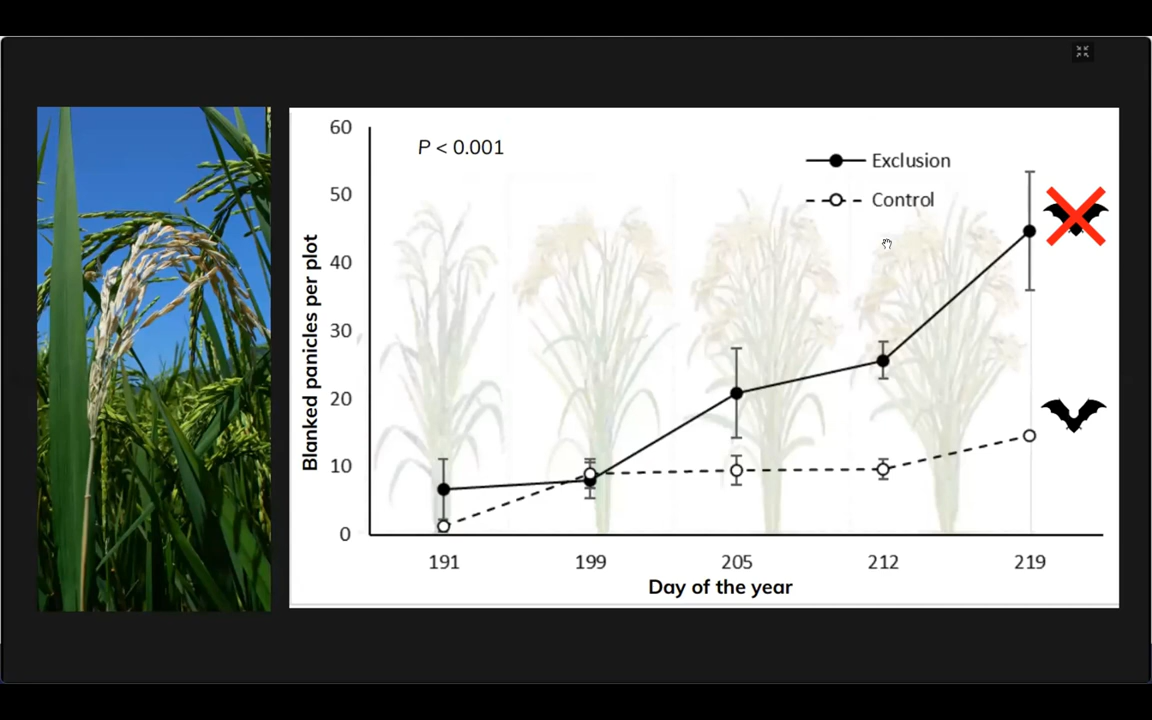 60
P < 0.001
Exclusion
50
Control
40
30
20
10
0
Blanked panicles per plot
191 199 205 212 219
Day of the year